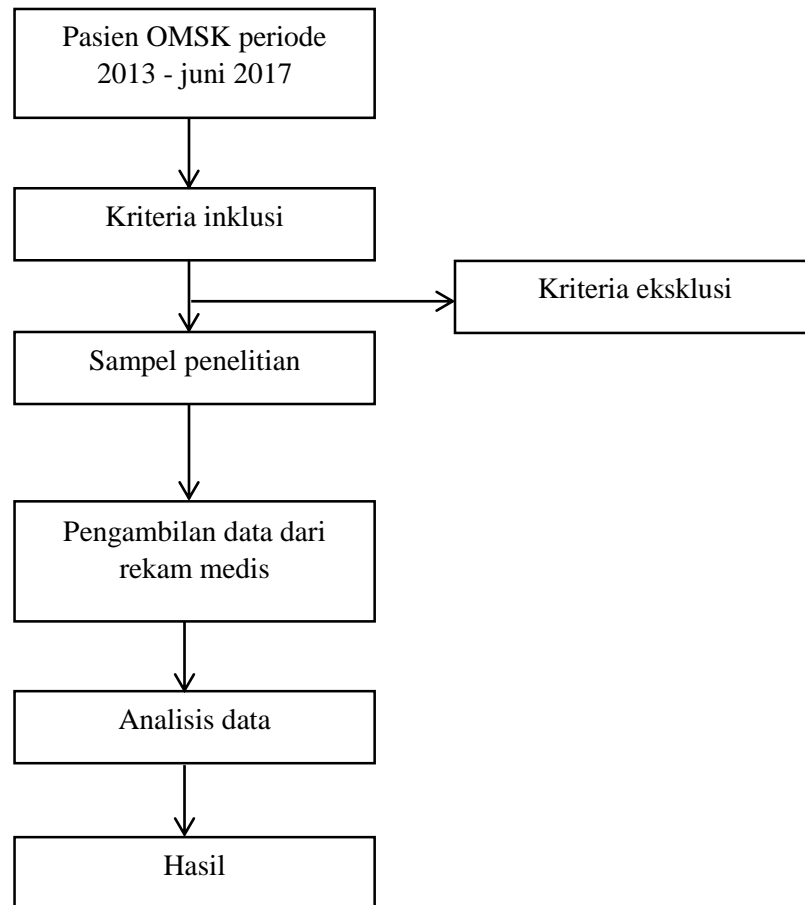 Pasien OMSK periode
2013 - juni 2017
Kriteria inklusi
Kriteria eksklusi
Sampel penelitian
Pengambilan data dari
rekam medis
Analisis data
Hasil